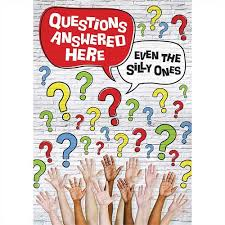 QUESTIONS
ANSWERED
HERE
EVEN THE
SILLY ONES